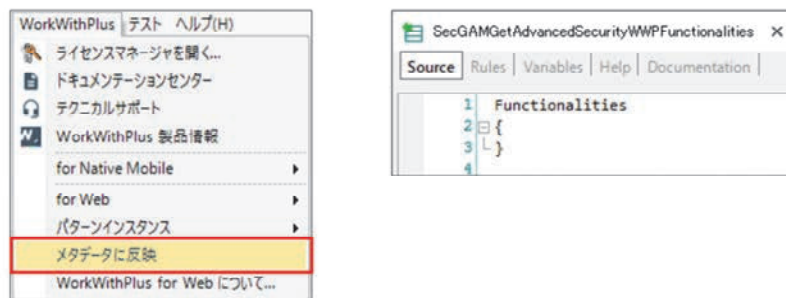 WorkWithPlus テスト ヘルプ(H)
ライセンスマネージャを開く...
ドキュメンテーションセンター
テクニカルサポート
WorkWithPlus 製品情報
for Native Mobile
for Web
パターンインスタンス
メタデータに反映
WorkWithPlus for Web について...
SecGAMGetAdvancedSecurityWWPFunctionalities ×
Source Rules Variables Help Documentation
1 Functionalities
2 {
3 }
4